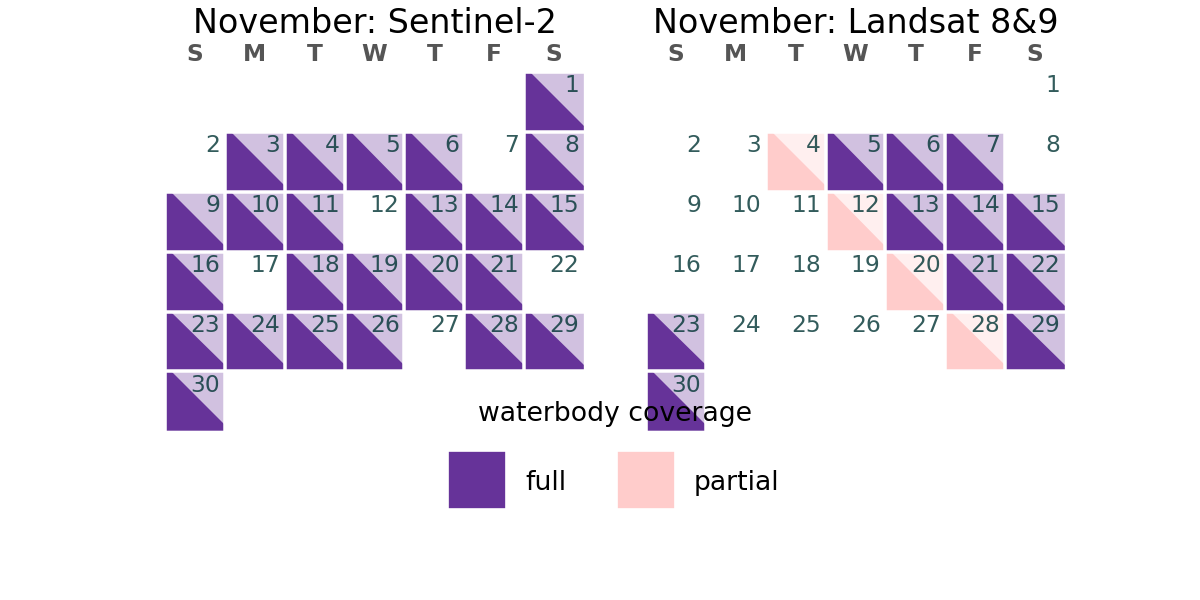 November: Sentinel-2
S M T W T F S
1
2 3 4 5 6 7 8
9 10 11 12 13 14 15
16 17 18 19 20 21 22
23 24 25 26 27 28 29
30
November: Landsat 8&9
S M T W T F S
1
2 3 4 5 6 7 8
9 10 11 12 13 14 15
16 17 18 19 20 21 22
23 24 25 26 27 28 29
30
waterbody coverage
full partial